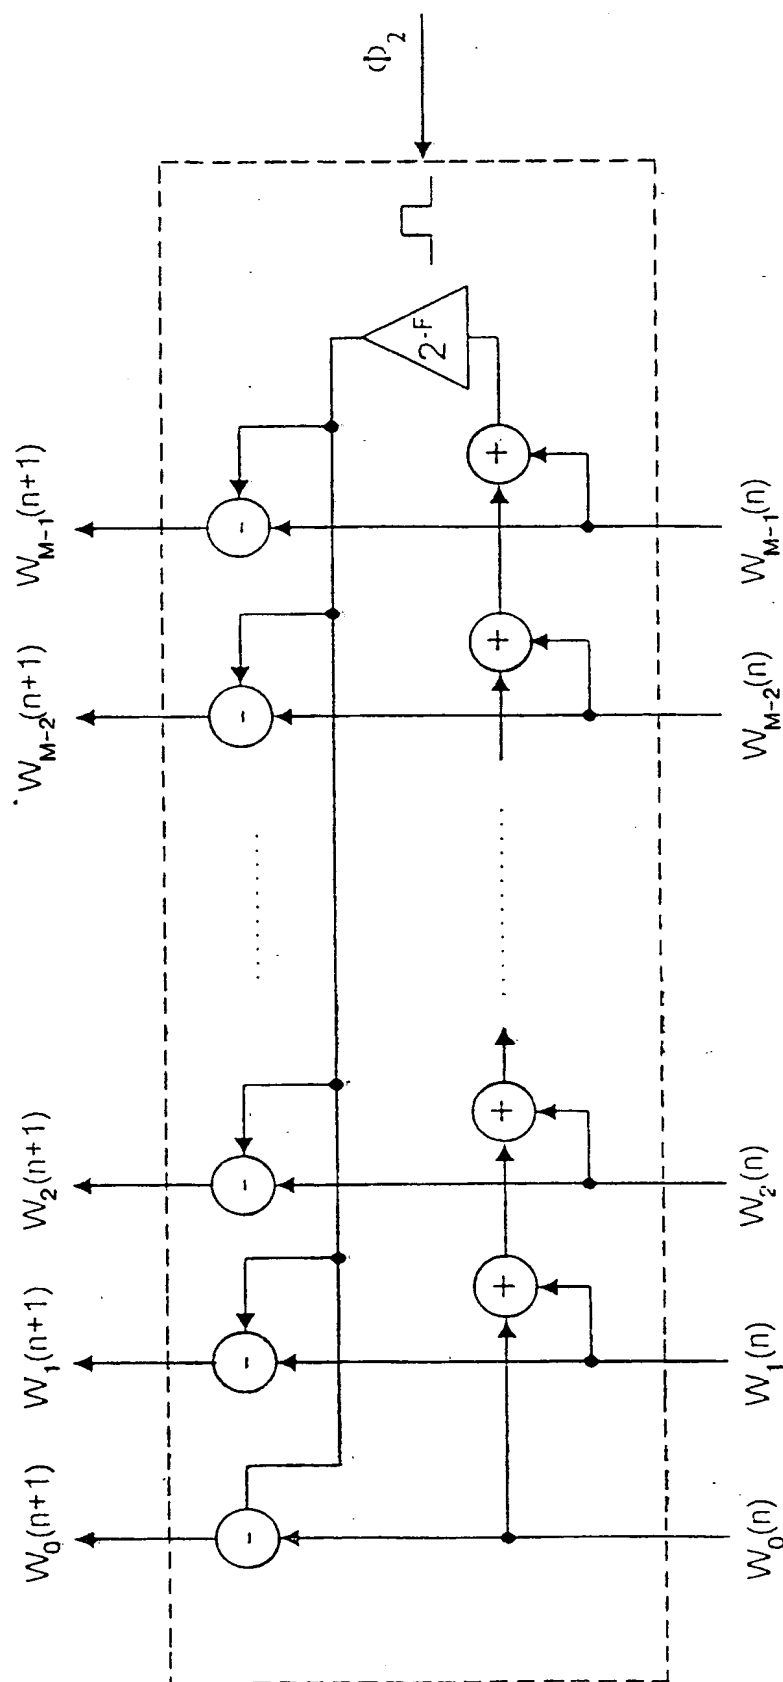 W0(n+1)
W1(n+1)
W2(n+1)
WM-2(n+1)
WM-1(n+1)
Φ2
-
-
-
-
-
+
+
+
+
2-F
W0(n)
W1(n)
W2(n)
WM-2(n)
WM-1(n)